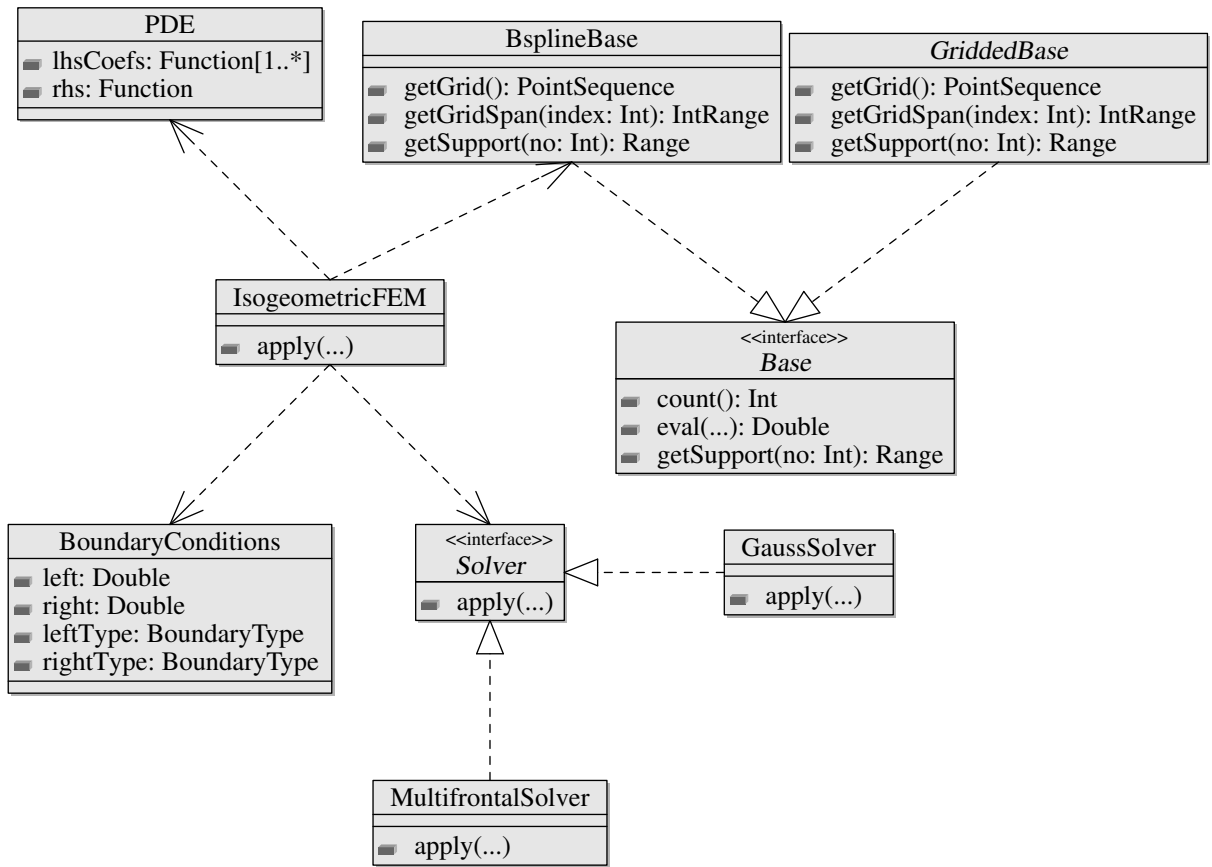 PDE
lhsCoefs: Function[1..*]
rhs: Function
BsplineBase
getGrid(): PointSequence
getGridSpan(index: Int): IntRange
getSupport(no: Int): Range
GriddedBase
getGrid(): PointSequence
getGridSpan(index: Int): IntRange
getSupport(no: Int): Range
IsogeometricFEM
apply(...)
<<interface>>
Base
count(): Int
eval(...): Double
getSupport(no: Int): Range
BoundaryConditions
left: Double
right: Double
leftType: BoundaryType
rightType: BoundaryType
<<interface>>
Solver
apply(...)
GaussSolver
apply(...)
MultifrontalSolver
apply(...)